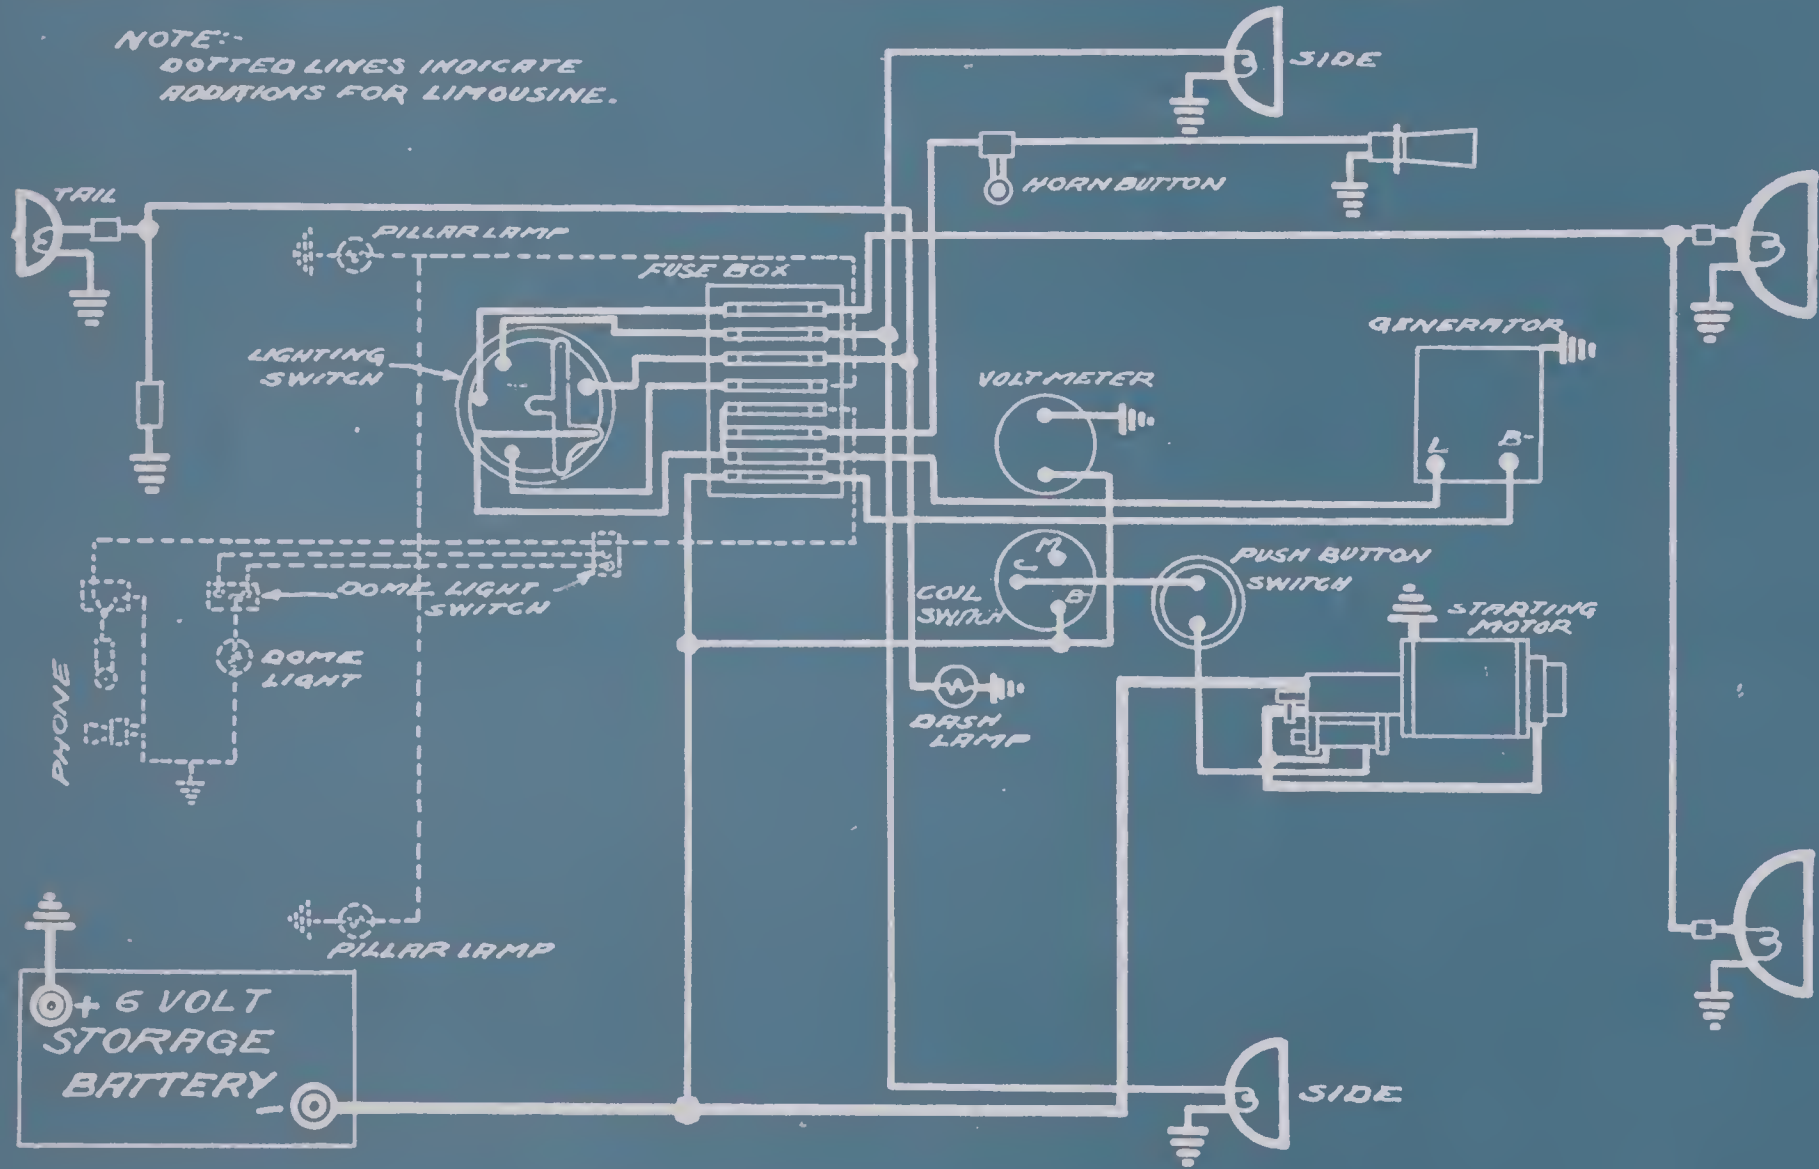 NOTE:-
DOTTED LINES INDICATE
ADDITIONS FOR LIMOUSINE.
SIDE
HORN BUTTON
TAIL
PILLAR LAMP
FUSE BOX
GENERATOR
LIGHTING
SWITCH
VOLT METER
L
B-
M
C
B-
COIL
SWITCH
PUSH BUTTON
SWITCH
STARTING
MOTOR
DOME LIGHT
SWITCH
DOME
LIGHT
PHONE
DASH
LAMP
PILLAR LAMP
+ 6 VOLT
STORAGE
BATTERY
-
SIDE